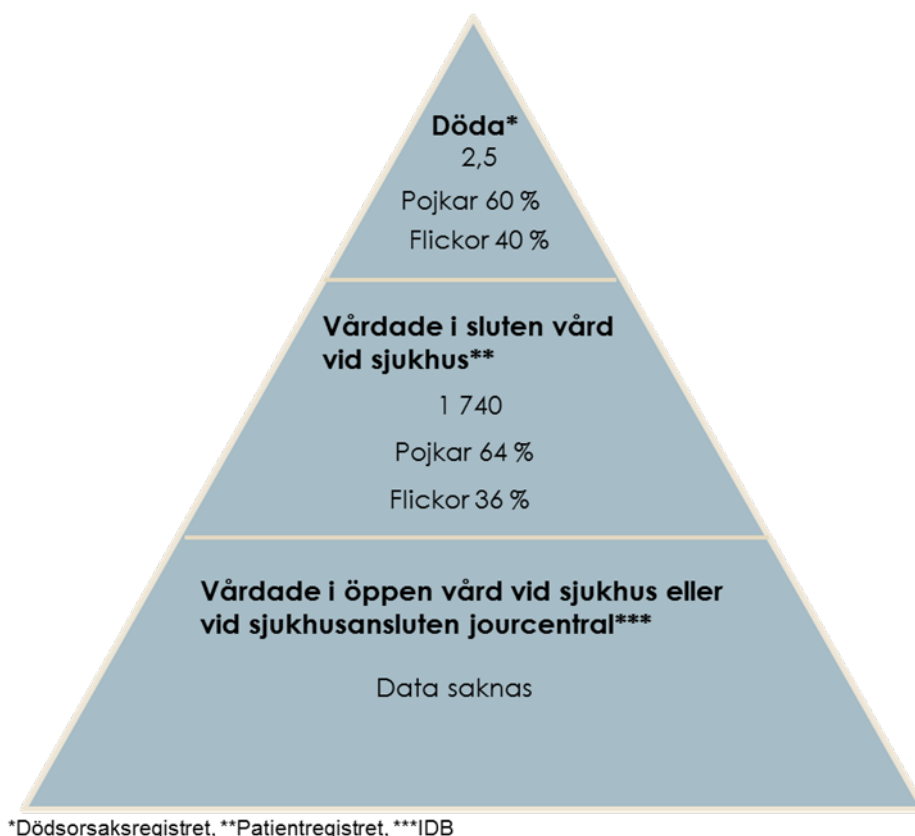 Döda*
2,5
Pojkar 60 %
Flickor 40 %
Vårdade i sluten vård
vid sjukhus**
1 740
Pojkar 64 %
Flickor 36 %
Vårdade i öppen vård vid sjukhus eller
vid sjukhusansluten jourcentral***
Data saknas
*Dödsorsaksregistret, **Patientregistret, ***IDB